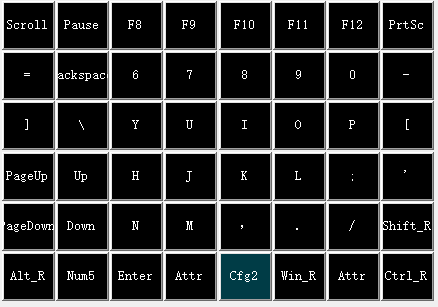 Scroll Pause F8 F9 F10 F11 F12 PrtSc
= ackspac 6 7 8 9 0 -
] \ Y U I O P [
PageUp Up H J K L ; '
PageDown Down N M , . / Shift_R
Alt_R Num5 Enter Attr Cfg2 Win_R Attr Ctrl_R